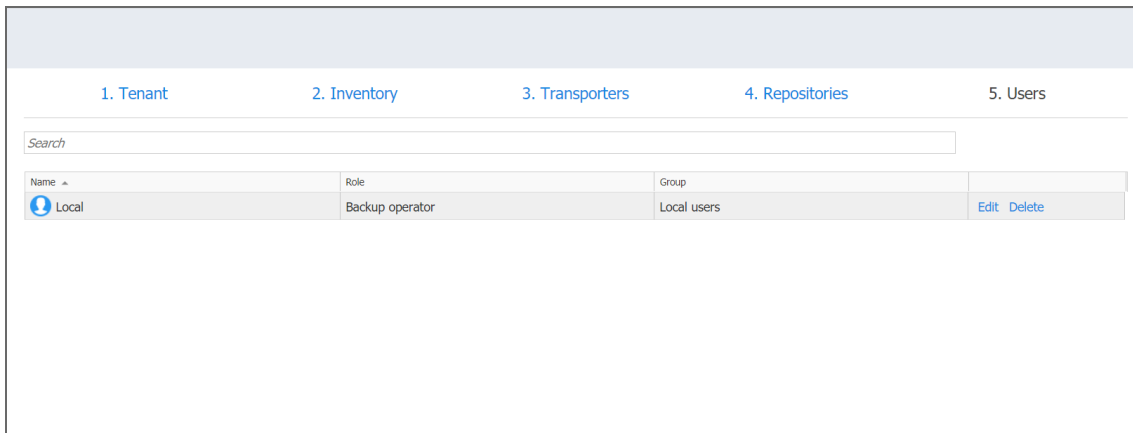 1. Tenant 2. Inventory 3. Transporters 4. Repositories 5. Users
Search
Name Role Group
Local Backup operator Local users Edit Delete